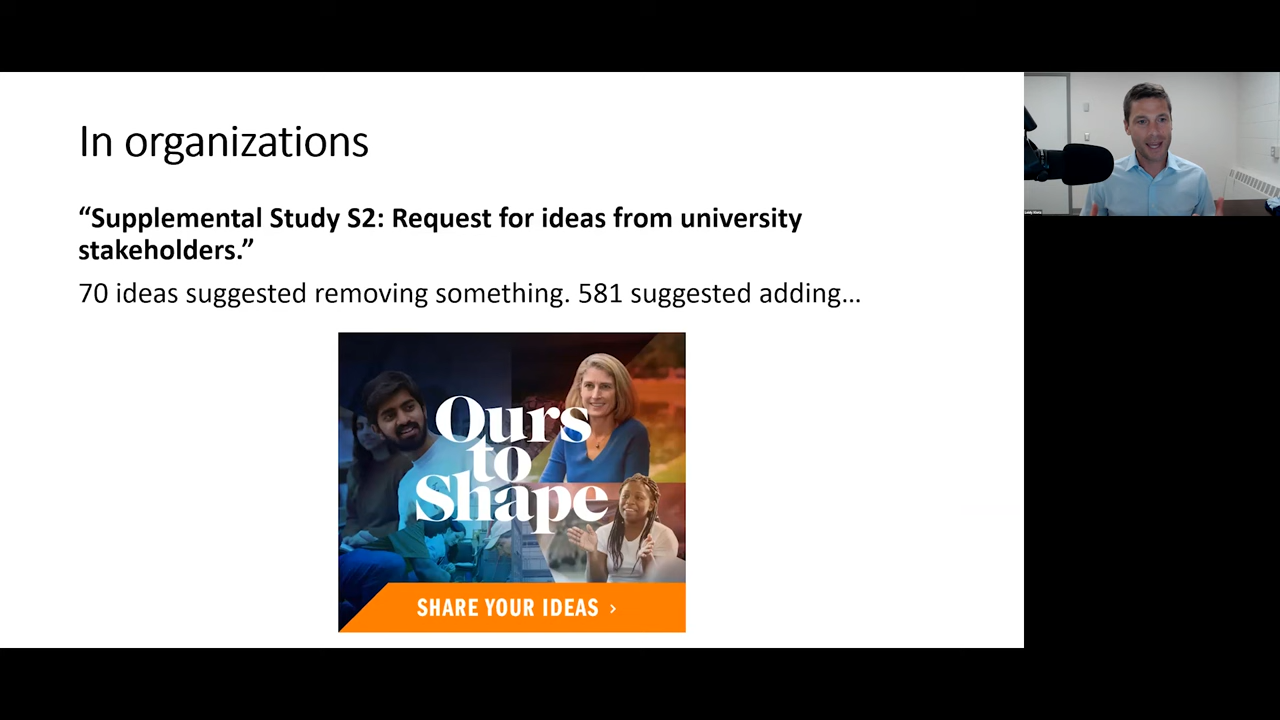 In organizations
“Supplemental Study S2: Request for ideas from university
stakeholders.”
70 ideas suggested removing something. 581 suggested adding…
Ours
to
Shape
SHARE YOUR IDEAS ›